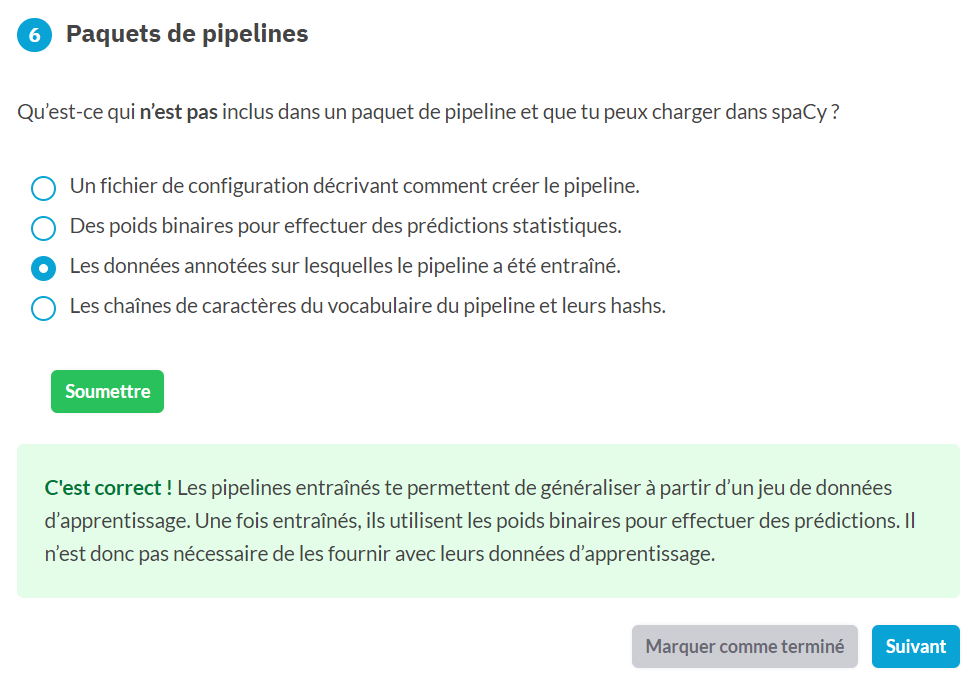 6 Paquets de pipelines
Qu’est-ce qui n’est pas inclus dans un paquet de pipeline et que tu peux charger dans spaCy ?
Un fichier de configuration décrivant comment créer le pipeline.
Des poids binaires pour effectuer des prédictions statistiques.
Les données annotées sur lesquelles le pipeline a été entraîné.
Les chaînes de caractères du vocabulaire du pipeline et leurs hashs.
Soumettre
C'est correct ! Les pipelines entraînés te permettent de généraliser à partir d’un jeu de données
d’apprentissage. Une fois entraînés, ils utilisent les poids binaires pour effectuer des prédictions. Il
n’est donc pas nécessaire de les fournir avec leurs données d’apprentissage.
Marquer comme terminé Suivant